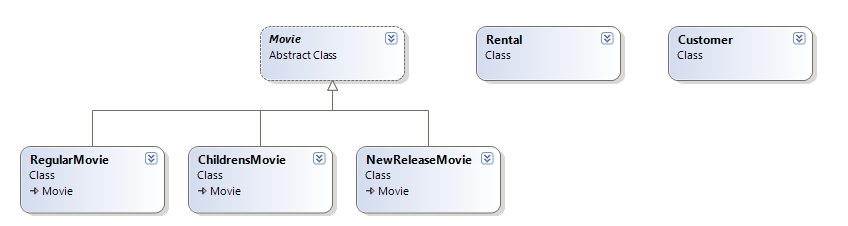 Movie
Abstract Class
Rental
Class
Customer
Class
RegularMovie
Class
Movie
ChildrensMovie
Class
Movie
NewReleaseMovie
Class
Movie